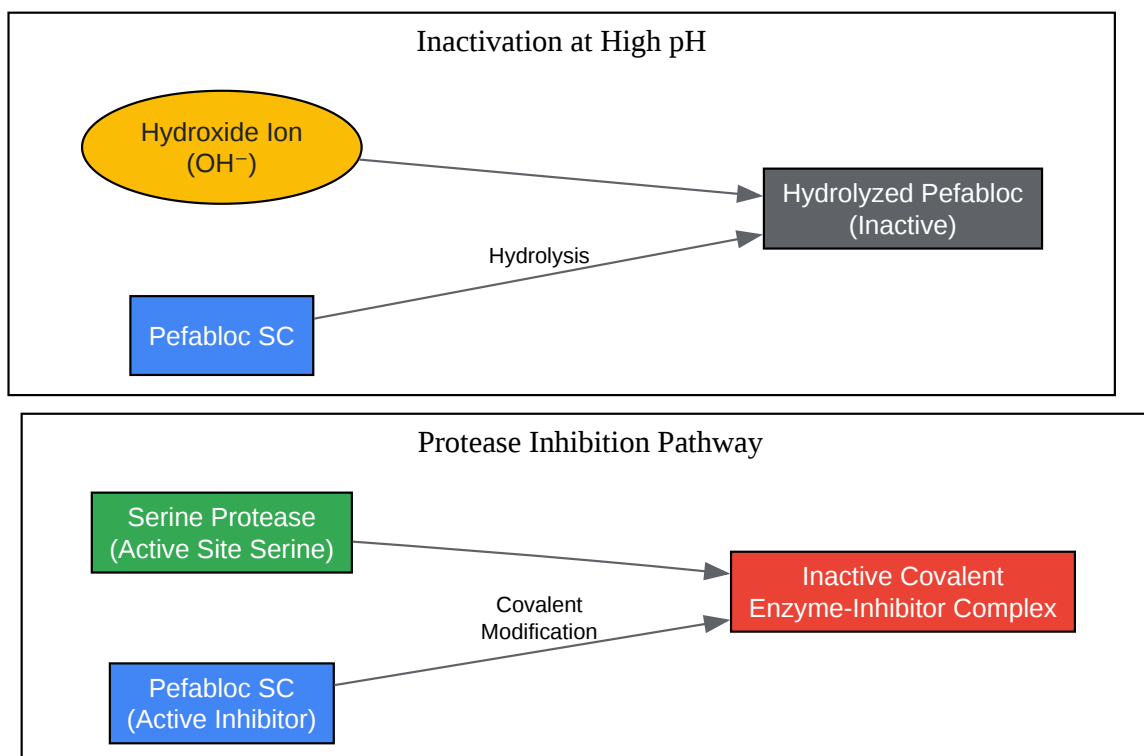 Inactivation at High pH
Hydroxide Ion
(OH⁻)
Hydrolyzed Pefabloc
(Inactive)
Hydrolysis
Pefabloc SC
Protease Inhibition Pathway
Serine Protease
(Active Site Serine)
Inactive Covalent
Enzyme-Inhibitor Complex
Covalent
Modification
Pefabloc SC
(Active Inhibitor)